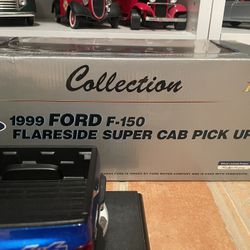 Collection
1999 FORD F-150
FLARESIDE SUPER CAB PICK UP